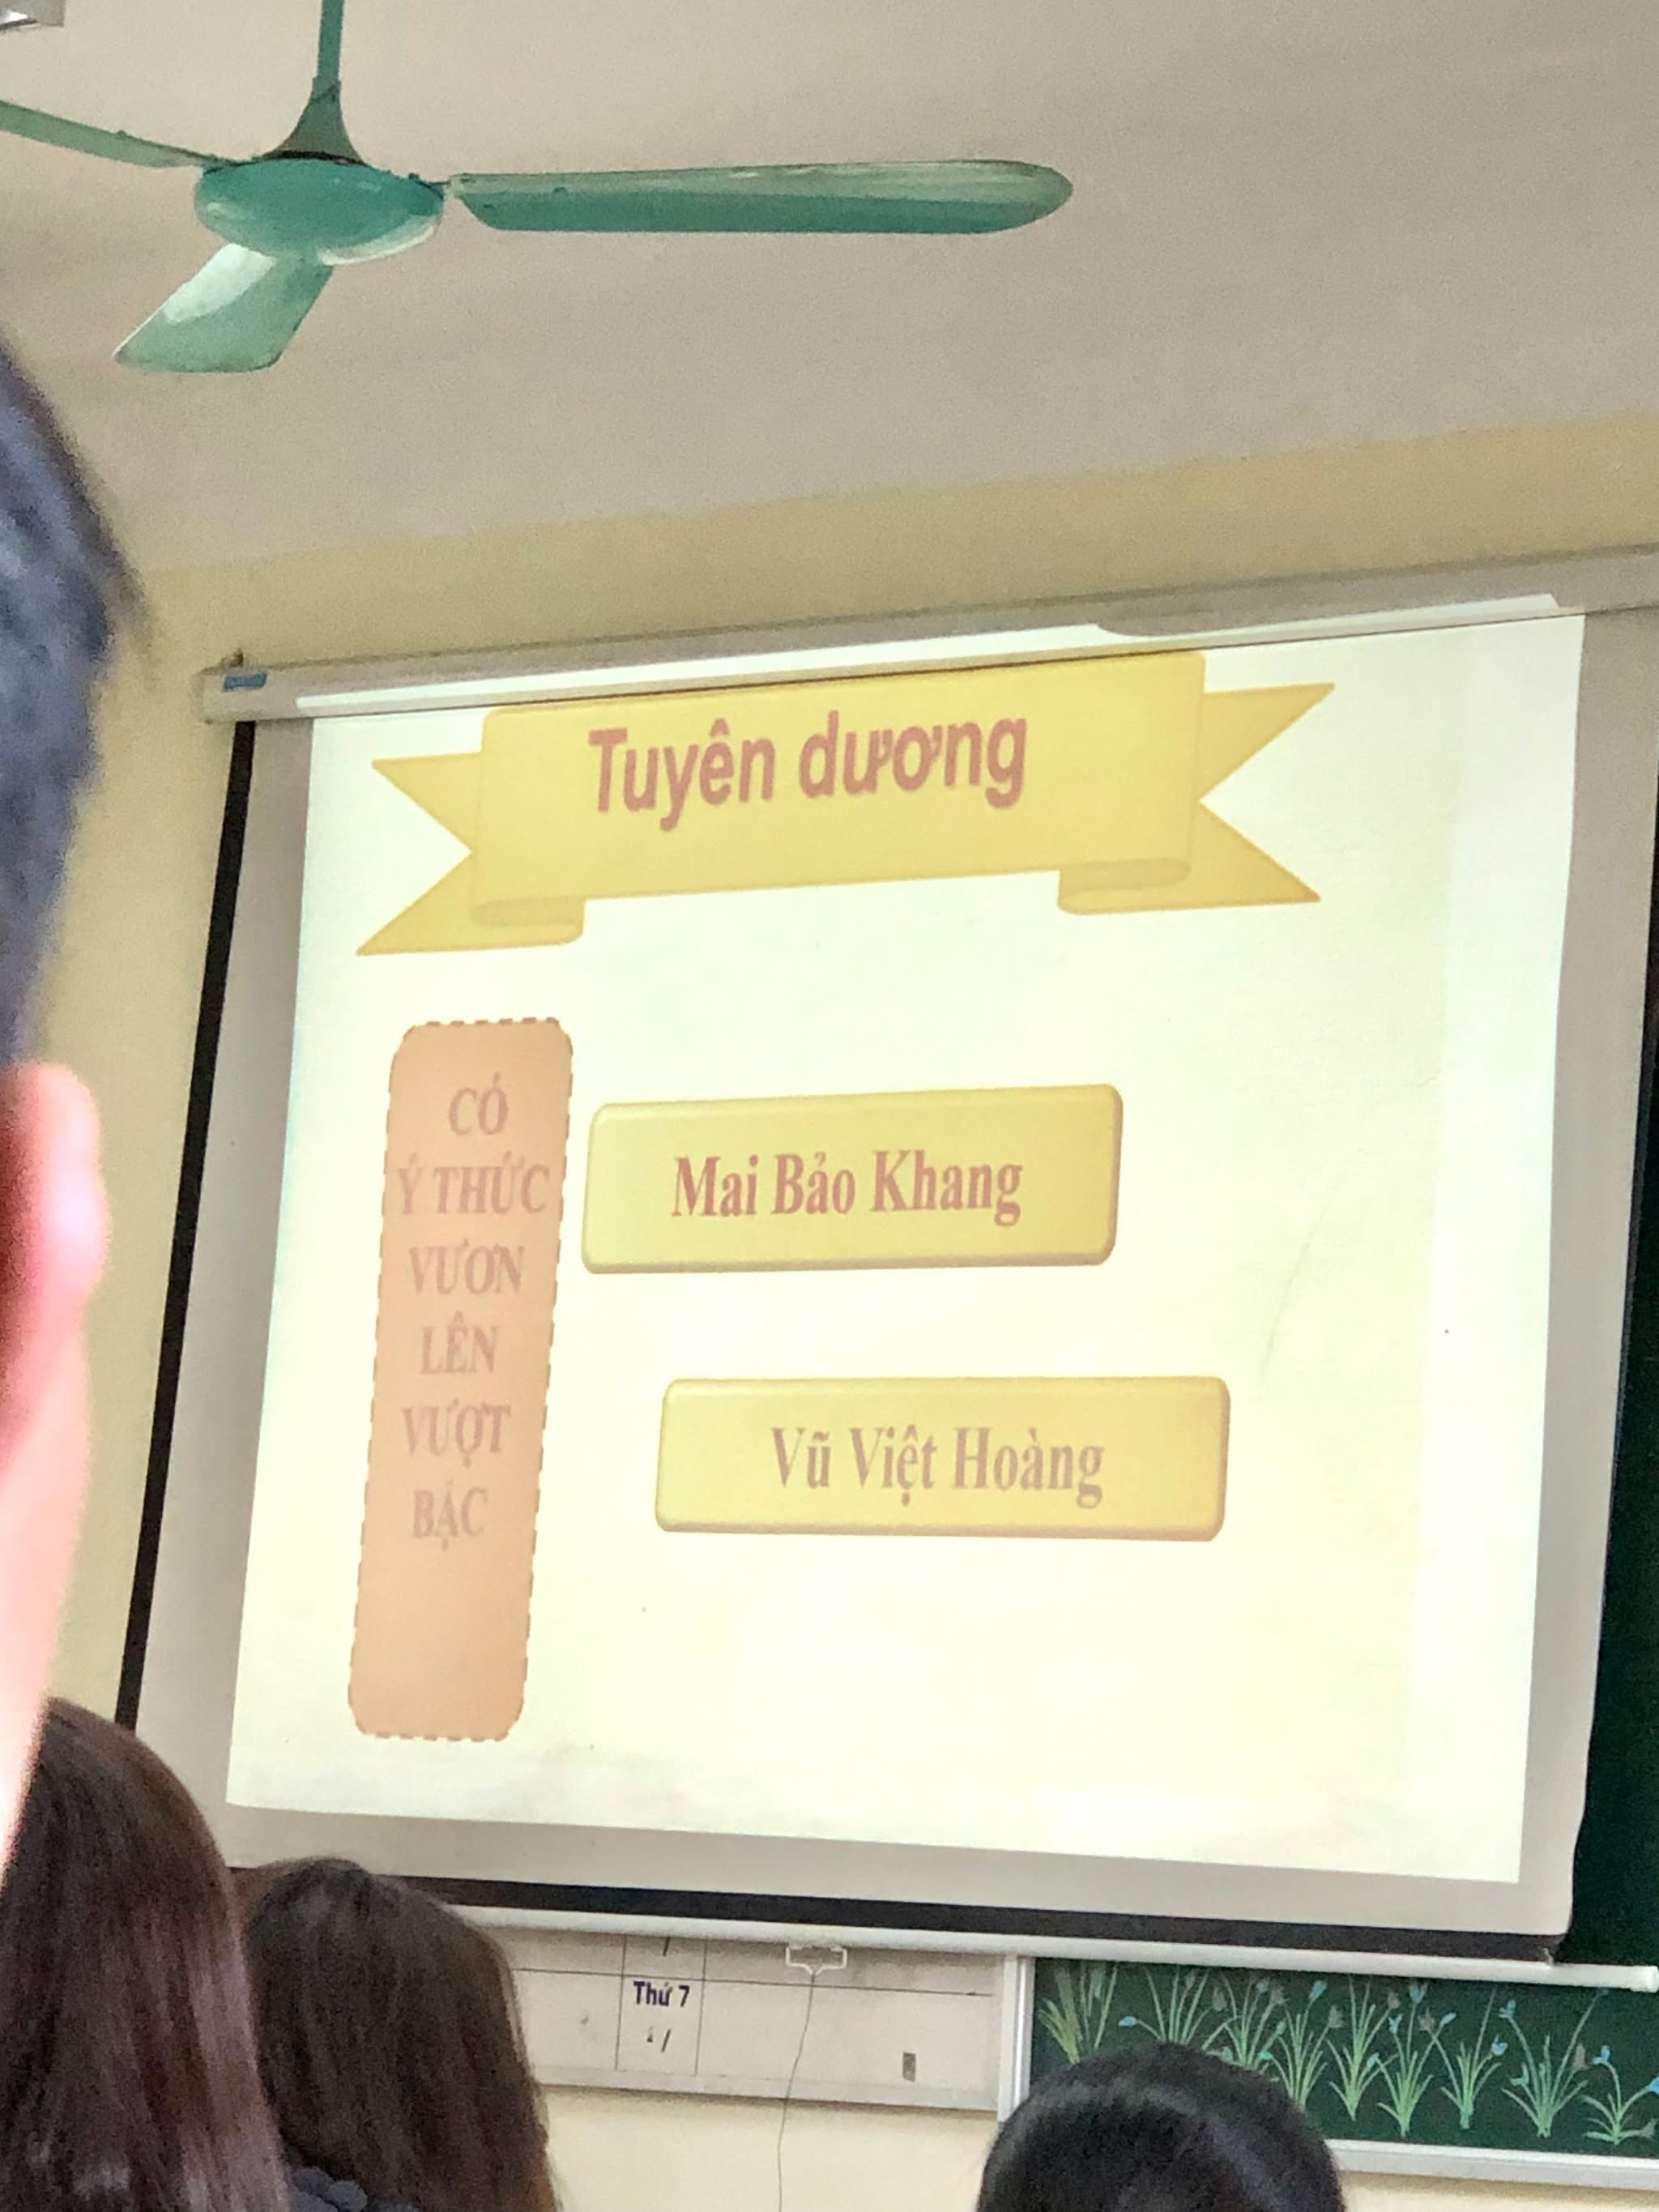 Tuyên dương
CÓ
Ý THỨC
VƯƠN
LÊN
VƯỢT
BẬC
Mai Bảo Khang
Vũ Việt Hoàng
Thứ 7